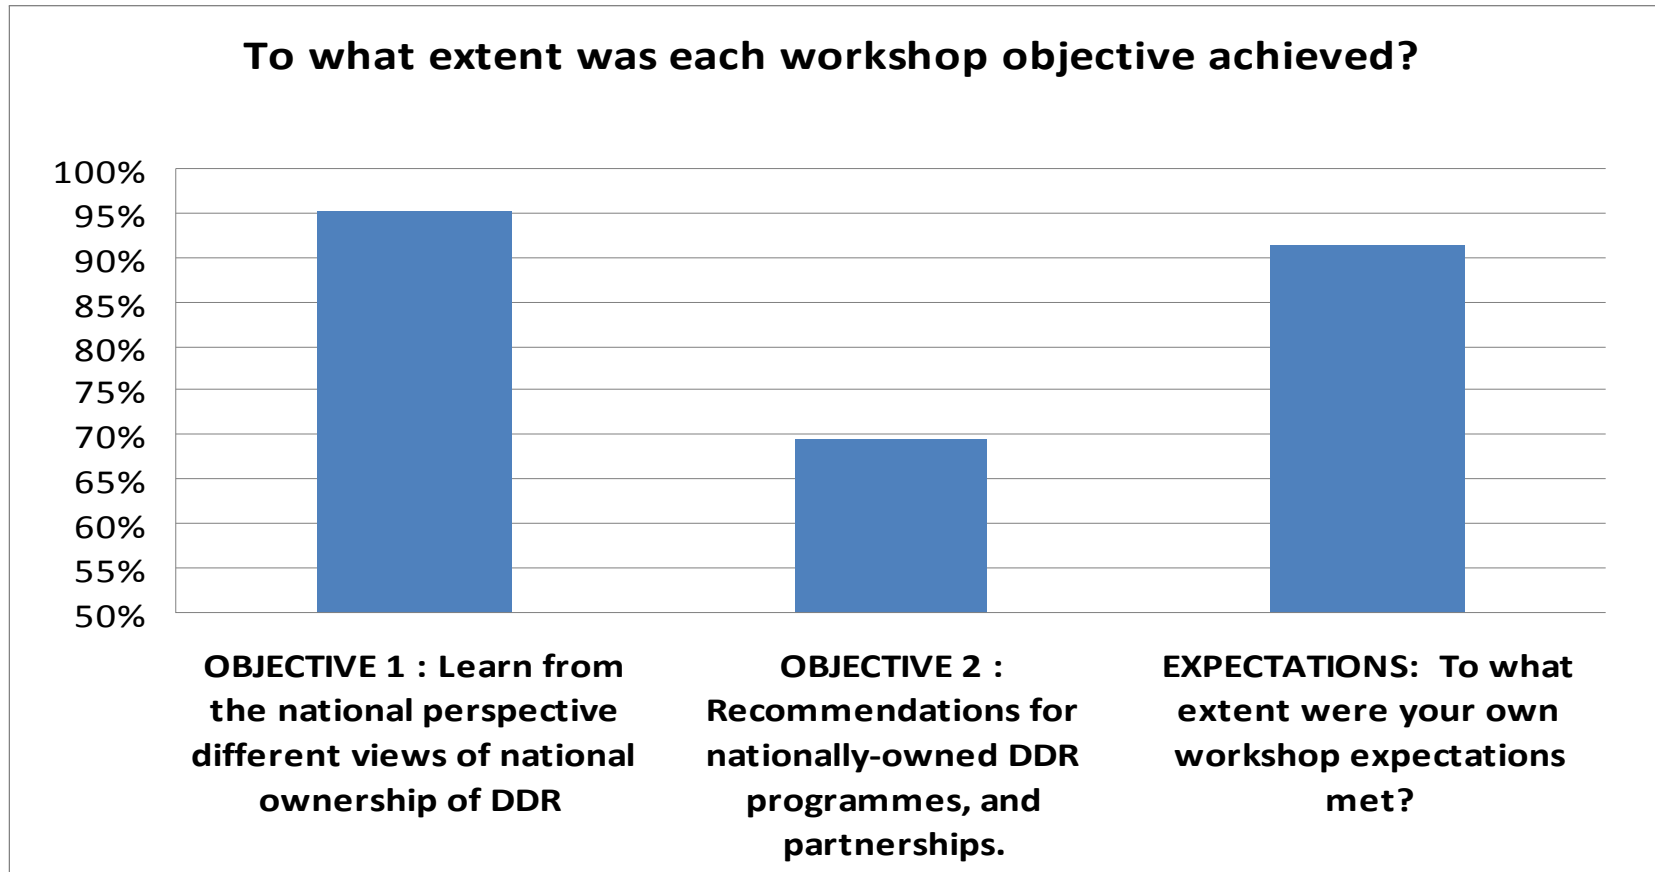 To what extent was each workshop objective achieved?
100%
95%
90%
85%
80%
75%
70%
65%
60%
55%
50%
OBJECTIVE 1 : Learn from
the national perspective
different views of national
ownership of DDR
OBJECTIVE 2 :
Recommendations for
nationally-owned DDR
programmes, and
partnerships.
EXPECTATIONS:  To what
extent were your own
workshop expectations
met?